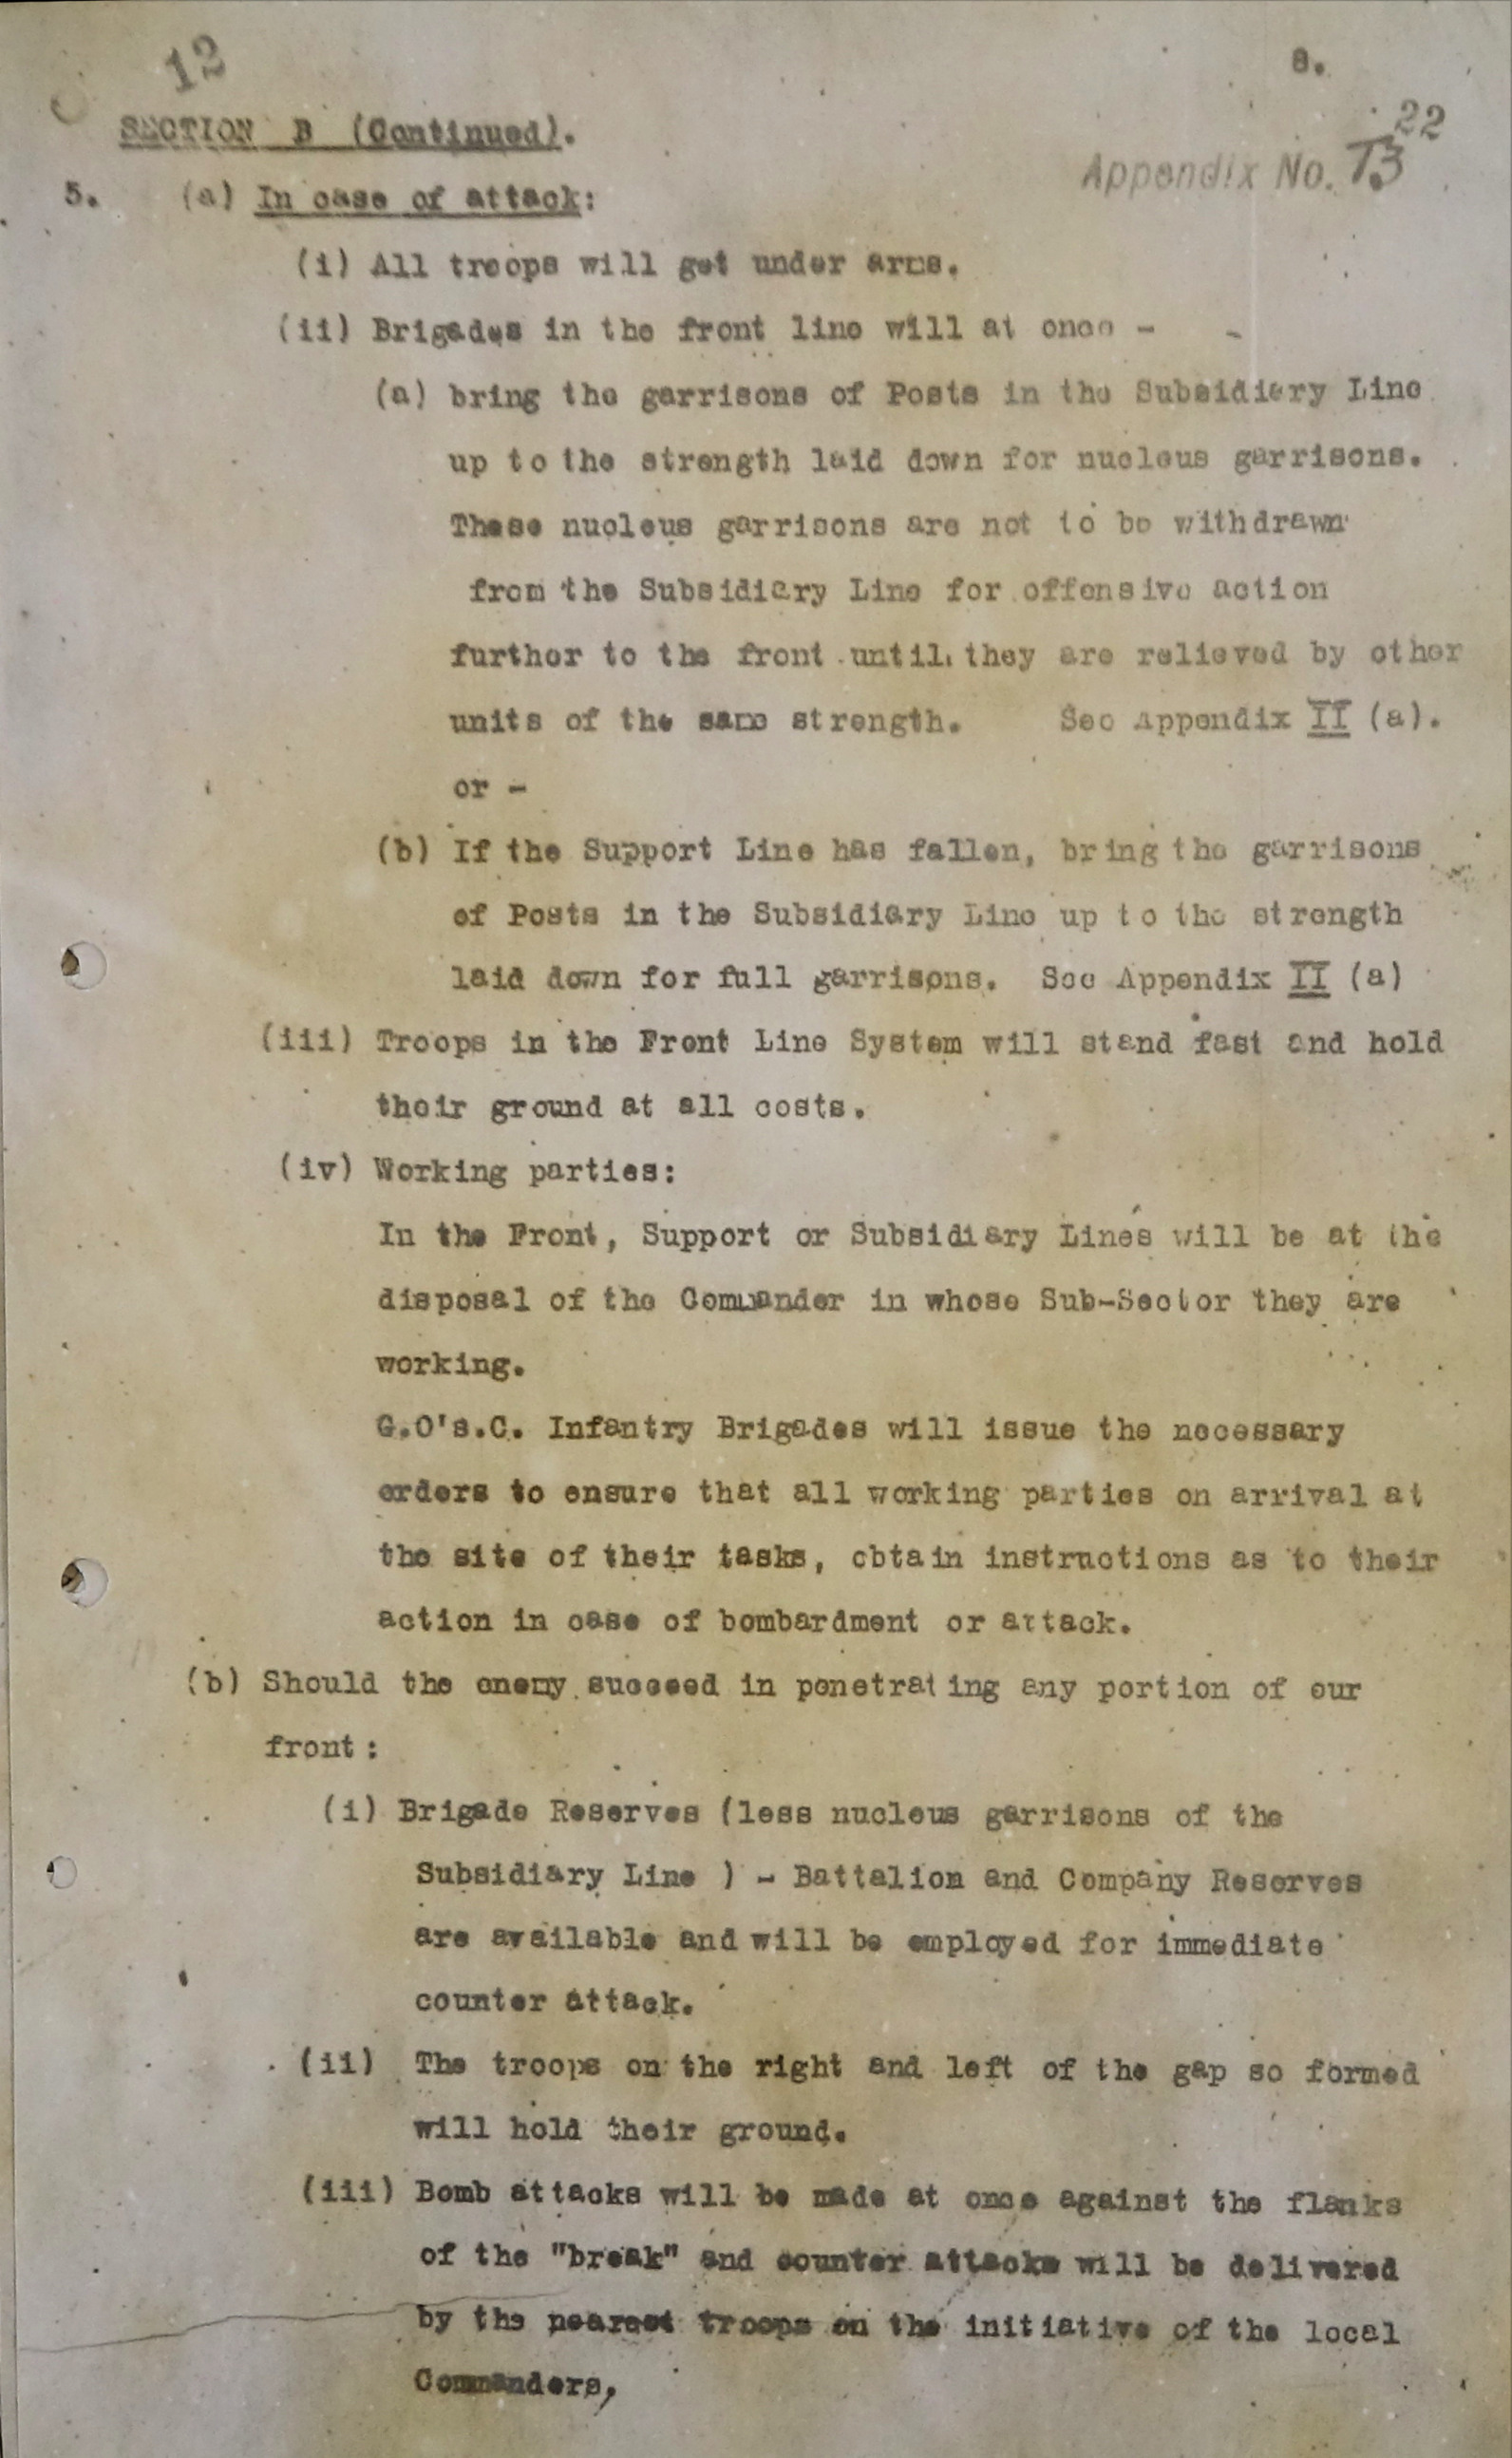 12
8.
22
SECTION B (Continued).
Appendix No. T3
5. (a) In case of attack:
(i) All troops will get under arms.
(ii) Brigades in the front line will at once -
(a) bring the garrisons of Posts in the Subsidiary Line
up to the strength laid down for nucleus garrisons.
These nucleus garrisons are not to be withdrawn
from the Subsidiary Line for offensive action
further to the front until they are relieved by other
units of the same strength. See Appendix II (a).
or -
(b) If the Support Line has fallen, bring the garrisons
of Posts in the Subsidiary Line up to the strength
laid down for full garrisons. See Appendix II (a)
(iii) Troops in the Front Line System will stand fast and hold
their ground at all costs.
(iv) Working parties:
In the Front, Support or Subsidiary Lines will be at the
disposal of the Commander in whose Sub-Sector they are
working.
G.O's.C. Infantry Brigades will issue the necessary
orders to ensure that all working parties on arrival at
the site of their tasks, obtain instructions as to their
action in case of bombardment or attack.
(b) Should the enemy succeed in penetrating any portion of our
front:
(i) Brigade Reserves (less nucleus garrisons of the
Subsidiary Line ) - Battalion and Company Reserves
are available and will be employed for immediate
counter attack.
(ii) The troops on the right and left of the gap so formed
will hold their ground.
(iii) Bomb attacks will be made at once against the flanks
of the "break" and counter attacks will be delivered
by the nearest troops on the initiative of the local
Commanders,